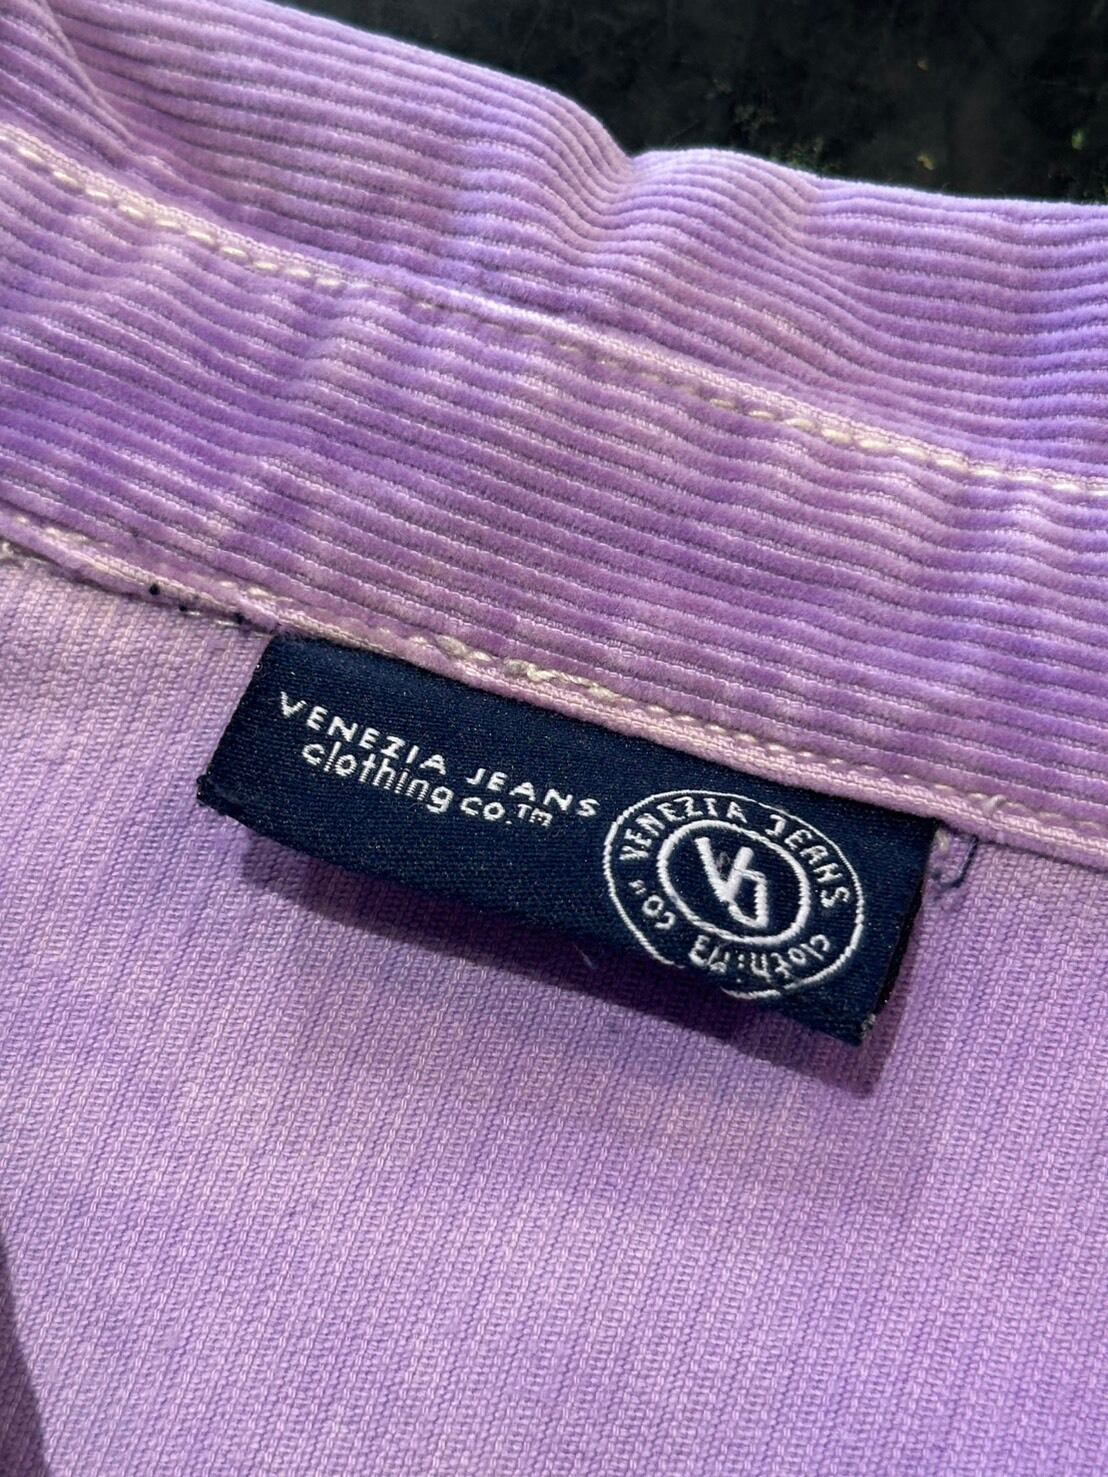 VENEZIA JEANS
clothing co.™
VENEZIA JEANS clothing co.
VJ